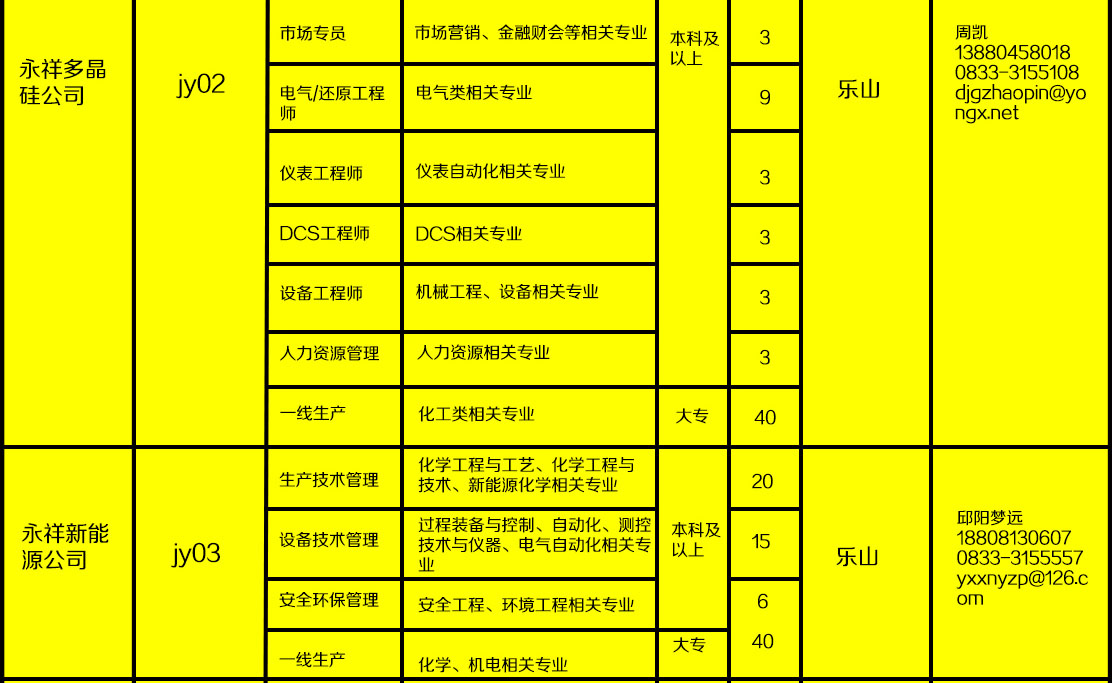 永祥多晶
硅公司
jy02
市场专员
市场营销、金融财会等相关专业
本科及
以上
3
乐山
周凯
13880458018
0833-3155108
djgzhaopin@yo
ngx.net
电气/还原工程
师
电气类相关专业
9
仪表工程师
仪表自动化相关专业
3
DCS工程师
DCS相关专业
3
设备工程师
机械工程、设备相关专业
3
人力资源管理
人力资源相关专业
3
一线生产
化工类相关专业
大专
40
永祥新能
源公司
jy03
生产技术管理
化学工程与工艺、化学工程与
技术、新能源化学相关专业
本科及
以上
20
乐山
邱阳梦远
18808130607
0833-3155557
yxxnyzp@126.c
om
设备技术管理
过程装备与控制、自动化、测控
技术与仪器、电气自动化相关专
业
15
安全环保管理
安全工程、环境工程相关专业
6
一线生产
化学、机电相关专业
大专
40